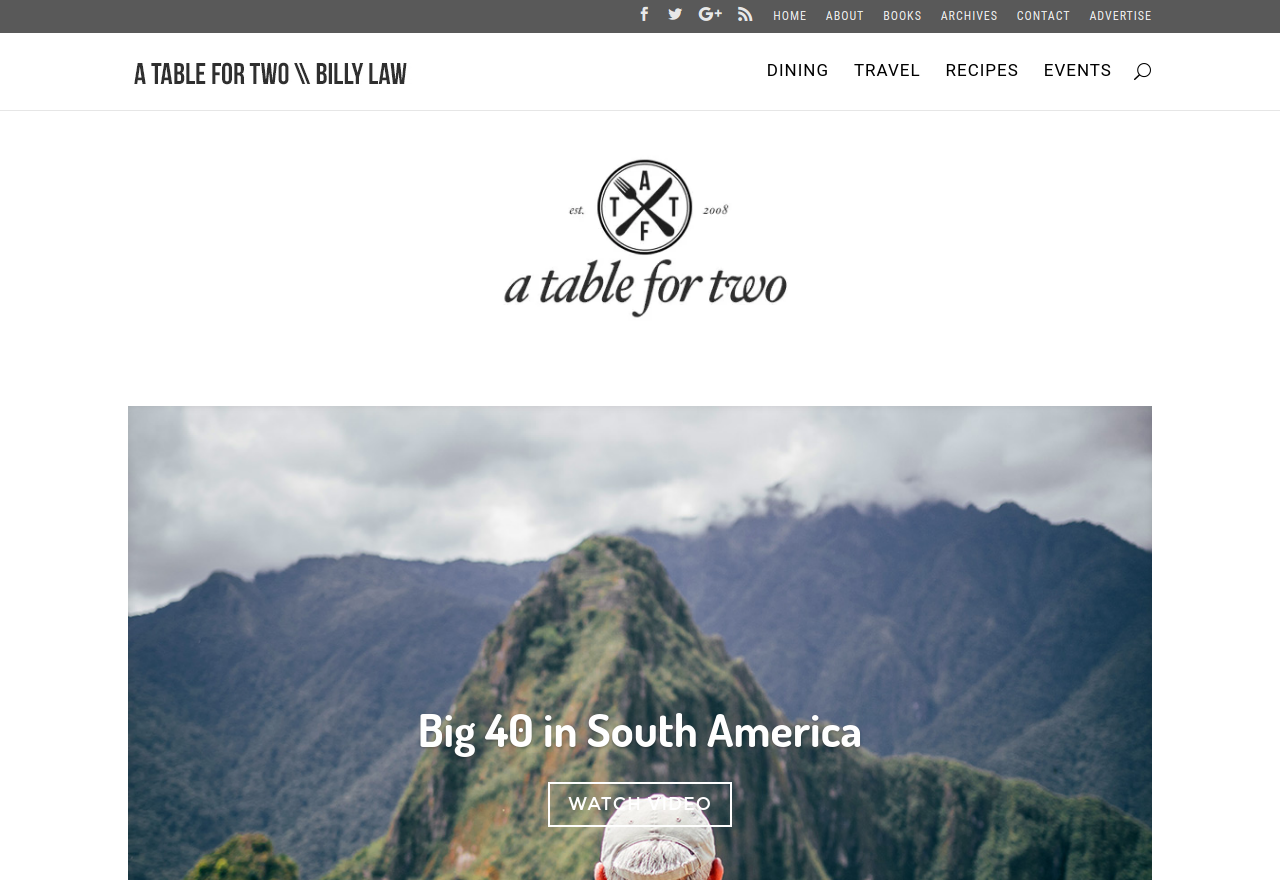 HOME ABOUT BOOKS ARCHIVES CONTACT ADVERTISE
A TABLE FOR TWO \\ BILLY LAW
DINING TRAVEL RECIPES EVENTS
A
est. T T 2008
F
a table for two
Big 40 in South America
WATCH VIDEO